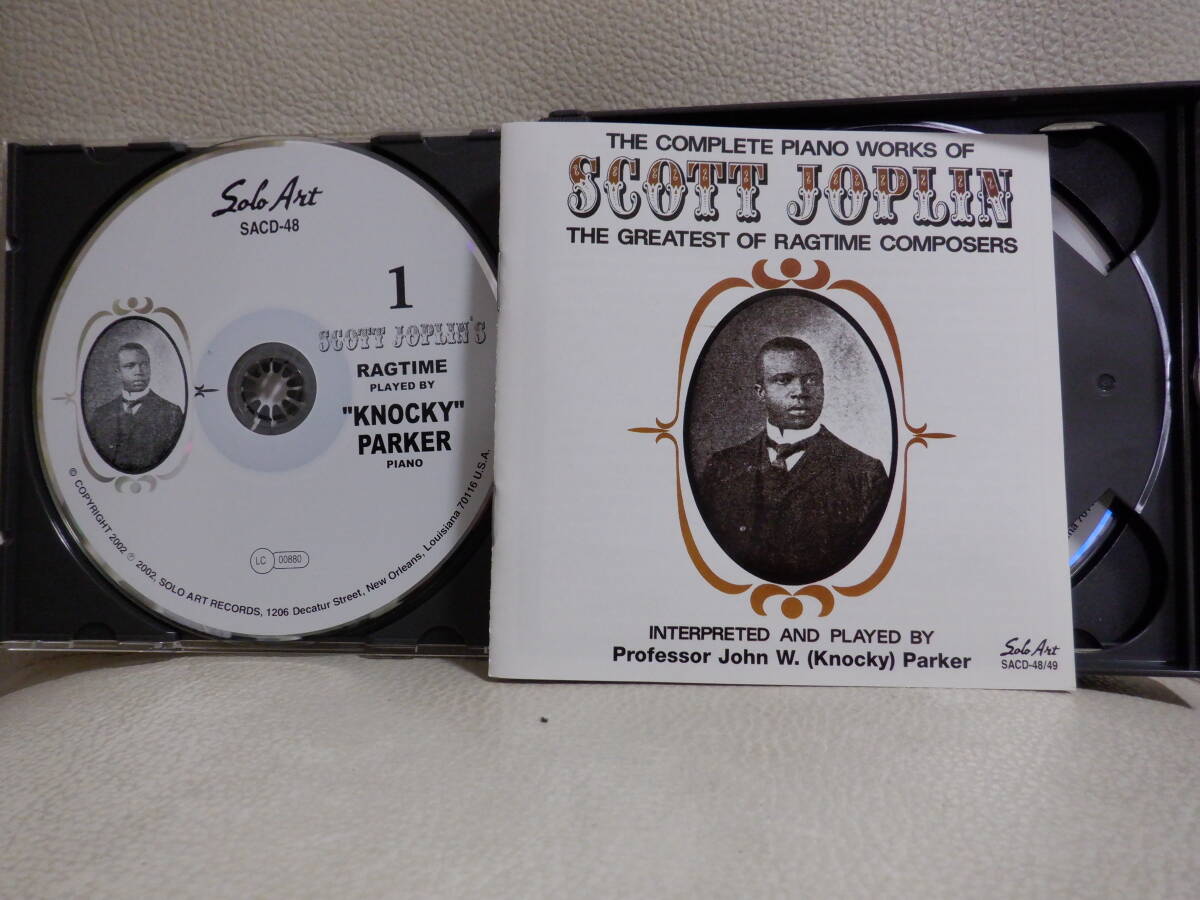 Solo Art
SACD-48
1
SCOTT JOPLIN'S
RAGTIME
PLAYED BY
"KNOCKY"
PARKER
PIANO
© COPYRIGHT 2002 ℗ 2002, SOLO ART RECORDS, 1206 Decatur Street, New Orleans, Louisiana 70116 U.S.A.
LC 00880
THE COMPLETE PIANO WORKS OF
SCOTT JOPLIN
THE GREATEST OF RAGTIME COMPOSERS
INTERPRETED AND PLAYED BY
Professor John W. (Knocky) Parker
Solo Art
SACD-48/49